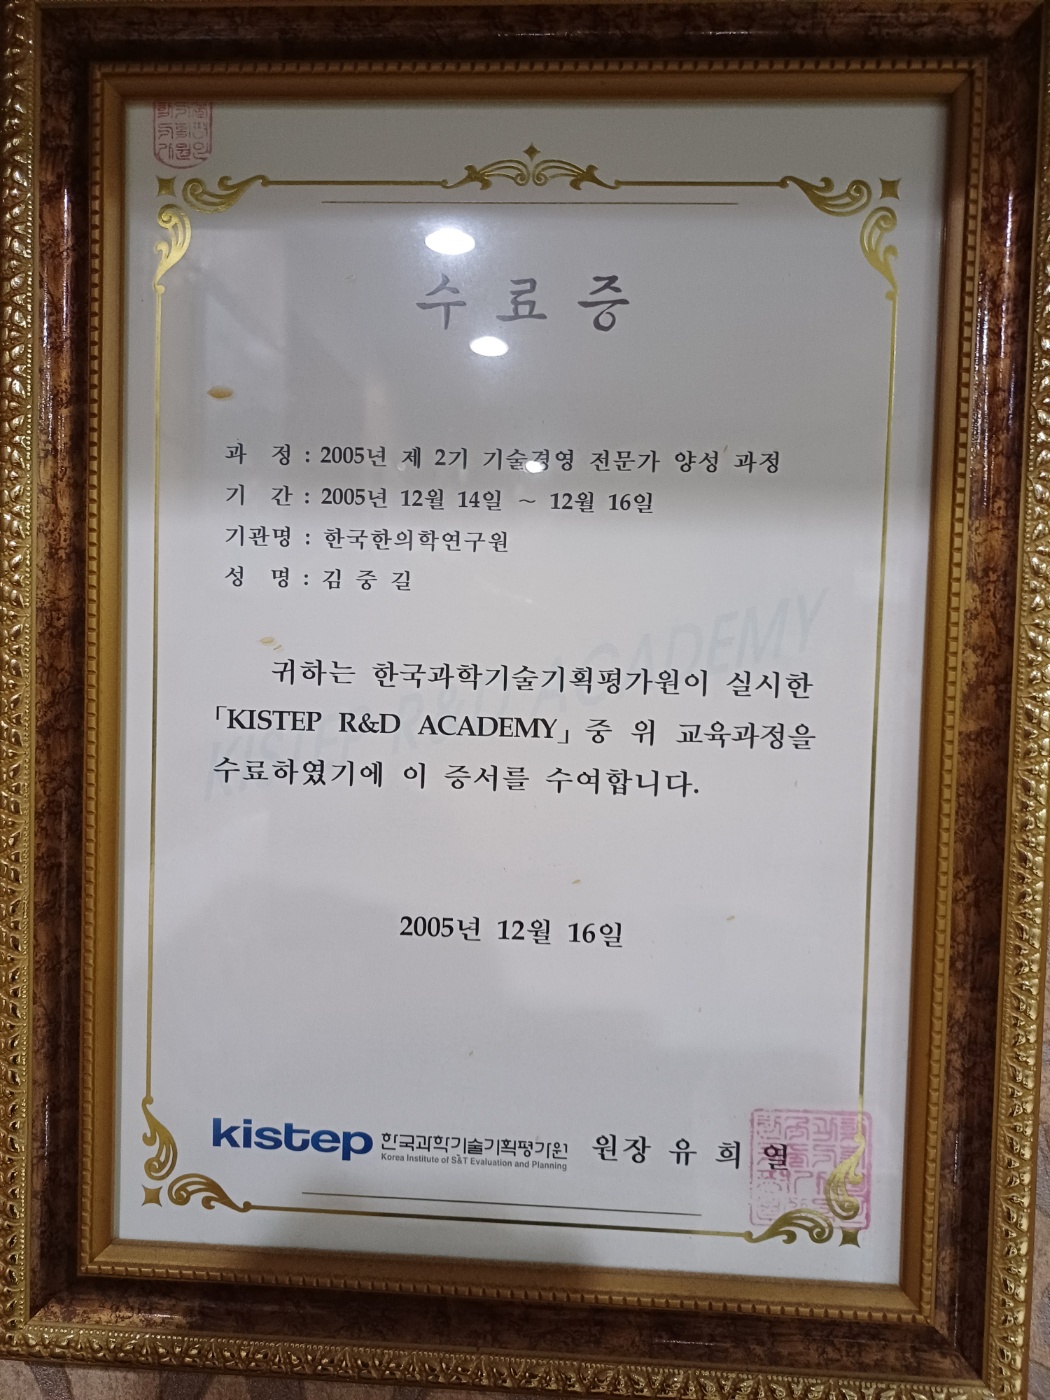 수 료 증
과 정 : 2005년 제 2기 기술경영 전문가 양성 과정
기 간 : 2005년 12월 14일 ~ 12월 16일
기관명 : 한국한의학연구원
성 명 : 김 중 길
귀하는 한국과학기술기획평가원이 실시한
「KISTEP R&D ACADEMY」 중 위 교육과정을
수료하였기에 이 증서를 수여합니다.
KISTEP R&D ACADEMY
2005년 12월 16일
kistep 한국과학기술기획평가원 원장 유 희 열
Korea Institute of S&T Evaluation and Planning